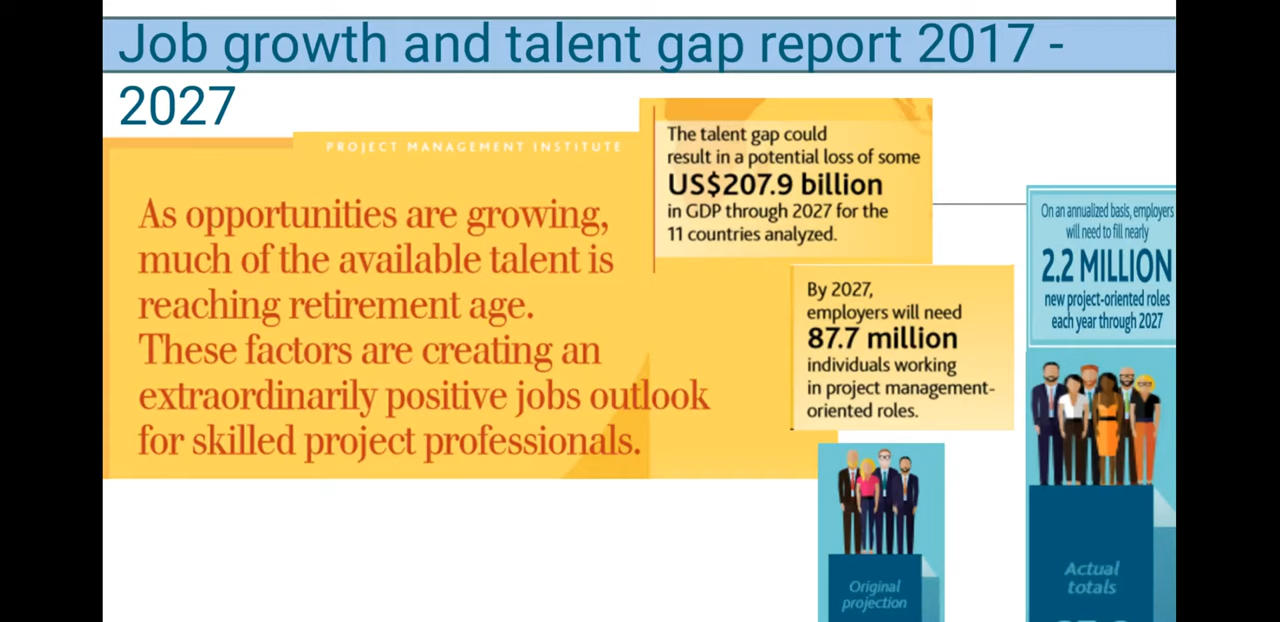 Job growth and talent gap report 2017 -
2027
PROJECT MANAGEMENT INSTITUTE
As opportunities are growing,
much of the available talent is
reaching retirement age.
These factors are creating an
extraordinarily positive jobs outlook
for skilled project professionals.
The talent gap could
result in a potential loss of some
US$207.9 billion
in GDP through 2027 for the
11 countries analyzed.
By 2027,
employers will need
87.7 million
individuals working
in project management-
oriented roles.
On an annualized basis, employers
will need to fill nearly
2.2 MILLION
new project-oriented roles
each year through 2027
Original
projection
Actual
totals